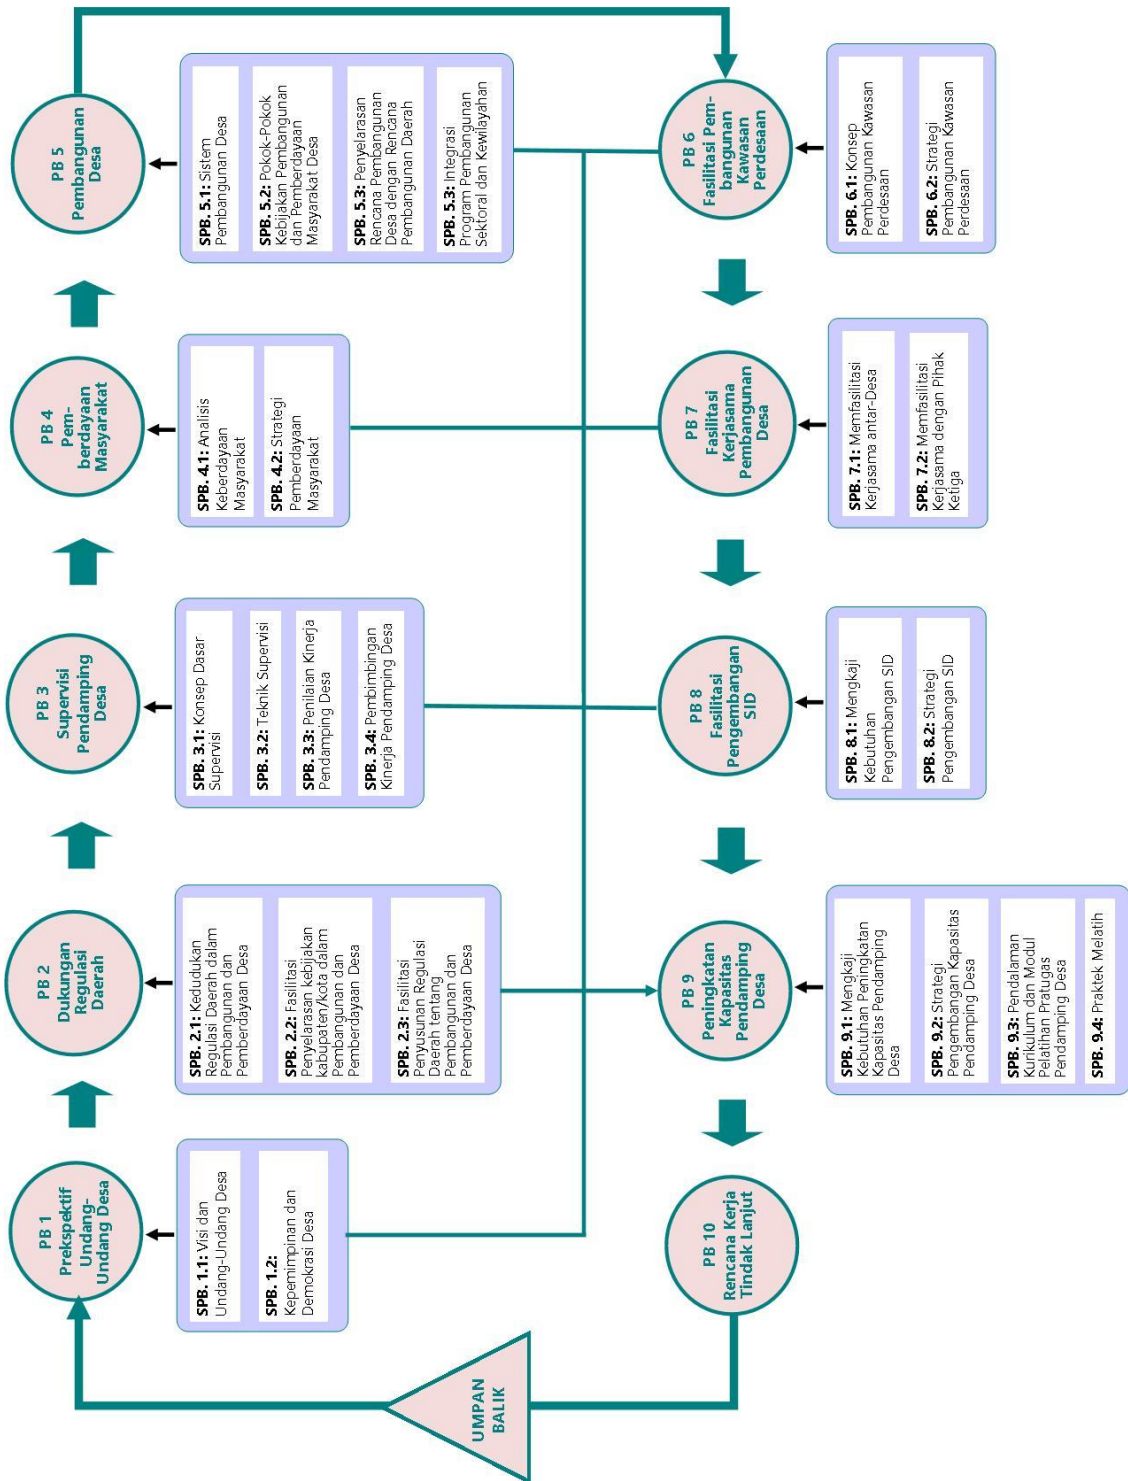 PB 1
Prekspektif
Undang-
Undang Desa
PB 2
Dukungan
Regulasi
Daerah
PB 3
Supervisi
Pendamping
Desa
PB 4
Pem-
berdayaan
Masyarakat
PB 5
Pembangunan
Desa
SPB. 1.1: Visi dan
Undang-Undang Desa
SPB. 1.2:
Kepemimpinan dan
Demokrasi Desa
SPB. 2.1: Kedudukan
Regulasi Daerah dalam
Pembangunan dan
Pemberdayaan Desa
SPB. 2.2: Fasilitasi
Penyelarasan kebijakan
kabupaten/kota dalam
Pembangunan dan
Pemberdayaan Desa
SPB. 2.3: Fasilitasi
Penyusunan Regulasi
Daerah tentang
Pembangunan dan
Pemberdayaan Desa
SPB. 3.1: Konsep Dasar
Supervisi
SPB. 3.2: Teknik Supervisi
SPB. 3.3: Penilaian Kinerja
Pendamping Desa
SPB. 3.4: Pembimbingan
Kinerja Pendamping Desa
SPB. 4.1: Analisis
Keberdayaan
Masyarakat
SPB. 4.2: Strategi
Pemberdayaan
Masyarakat
SPB. 5.1: Sistem
Pembangunan Desa
SPB. 5.2: Pokok-Pokok
Kebijakan Pembangunan
dan Pemberdayaan
Masyarakat Desa
SPB. 5.3: Penyelarasan
Rencana Pembangunan
Desa dengan Rencana
Pembangunan Daerah
SPB. 5.3: Integrasi
Program Pembangunan
Sektoral dan Kewilayahan
UMPAN
BALIK
PB 10
Rencana Kerja
Tindak Lanjut
PB 9
Peningkatan
Kapasitas
Pendamping
Desa
PB 8
Fasilitasi
Pengembangan
SID
PB 7
Fasilitasi
Kerjasama
Pembangunan
Desa
PB 6
Fasilitasi Pem-
bangunan
Kawasan
Perdesaan
SPB. 9.1: Mengkaji
Kebutuhan Peningkatan
Kapasitas Pendamping
Desa
SPB. 9.2: Strategi
Pengembangan Kapasitas
Pendamping Desa
SPB. 9.3: Pendalaman
Kurikulum dan Modul
Pelatihan Pratugas
Pendamping Desa
SPB. 9.4: Praktek Melatih
SPB. 8.1: Mengkaji
Kebutuhan
Pengembangan SID
SPB. 8.2: Strategi
Pengembangan SID
SPB. 7.1: Memfasilitasi
Kerjasama antar-Desa
SPB. 7.2: Memfasilitasi
Kerjasama dengan Pihak
Ketiga
SPB. 6.1: Konsep
Pembangunan Kawasan
Perdesaan
SPB. 6.2: Strategi
Pembangunan Kawasan
Perdesaan